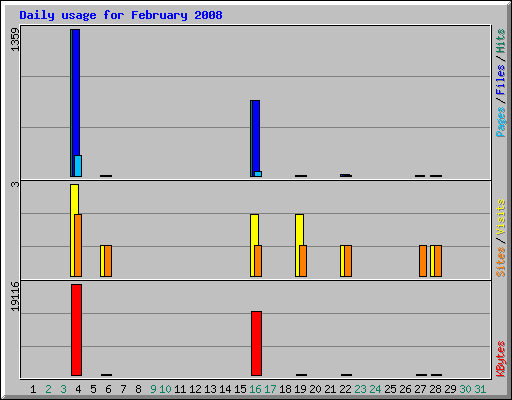 Daily usage for February 2008
1359
Pages/Files/Hits
3
Sites/Visits
19116
KBytes
1 2 3 4 5 6 7 8 9 10 11 12 13 14 15 16 17 18 19 20 21 22 23 24 25 26 27 28 29 30 31